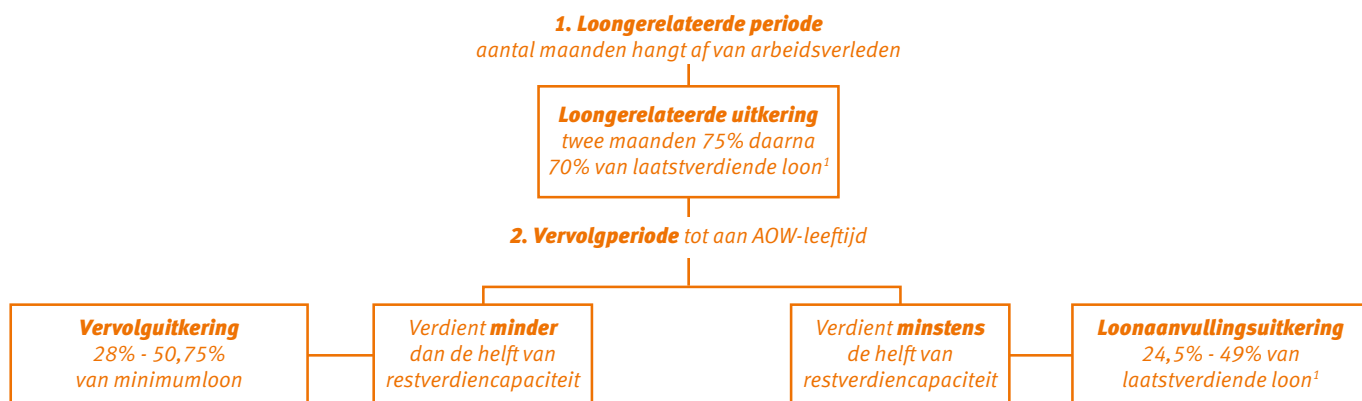 1. Loongerelateerde periode
aantal maanden hangt af van arbeidsverleden
Loongerelateerde uitkering
twee maanden 75% daarna
70% van laatstverdiende loon¹
2. Vervolgperiode tot aan AOW-leeftijd
Vervolguitkering
28% - 50,75%
van minimumloon
Verdient minder
dan de helft van
restverdiencapaciteit
Verdient minstens
de helft van
restverdiencapaciteit
Loonaanvullingsuitkering
24,5% - 49% van
laatstverdiende loon¹